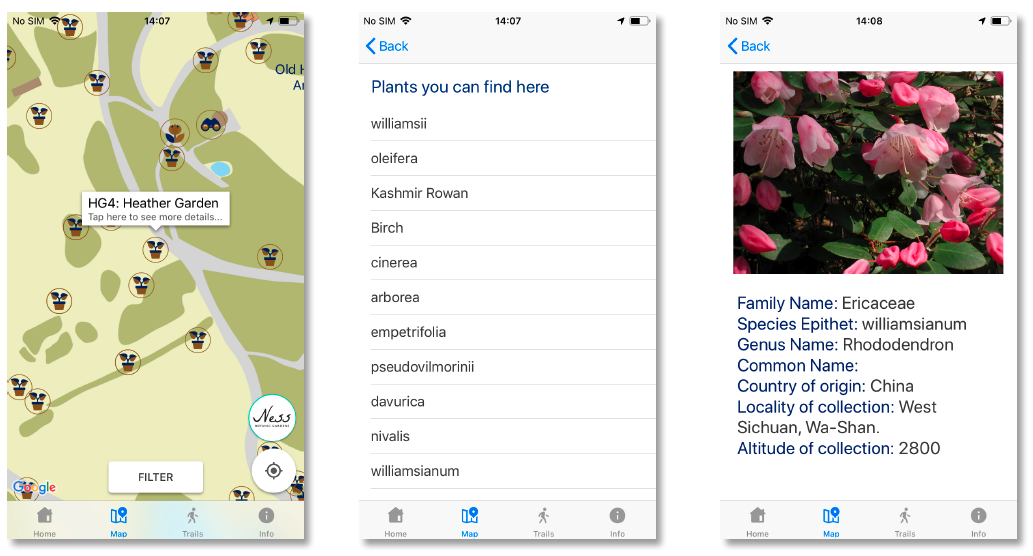 No SIM 14:07
Old H
Ar
HG4: Heather Garden
Tap here to see more details...
Ness
BOTANIC GARDENS
FILTER
Google
Home Map Trails Info
No SIM 14:07
Back
Plants you can find here
williamsii
oleifera
Kashmir Rowan
Birch
cinerea
arborea
empetrifolia
pseudovilmorinii
davurica
nivalis
williamsianum
Home Map Trails Info
No SIM 14:08
Back
Family Name: Ericaceae
Species Epithet: williamsianum
Genus Name: Rhododendron
Common Name:
Country of origin: China
Locality of collection: West
Sichuan, Wa-Shan.
Altitude of collection: 2800
Home Map Trails Info